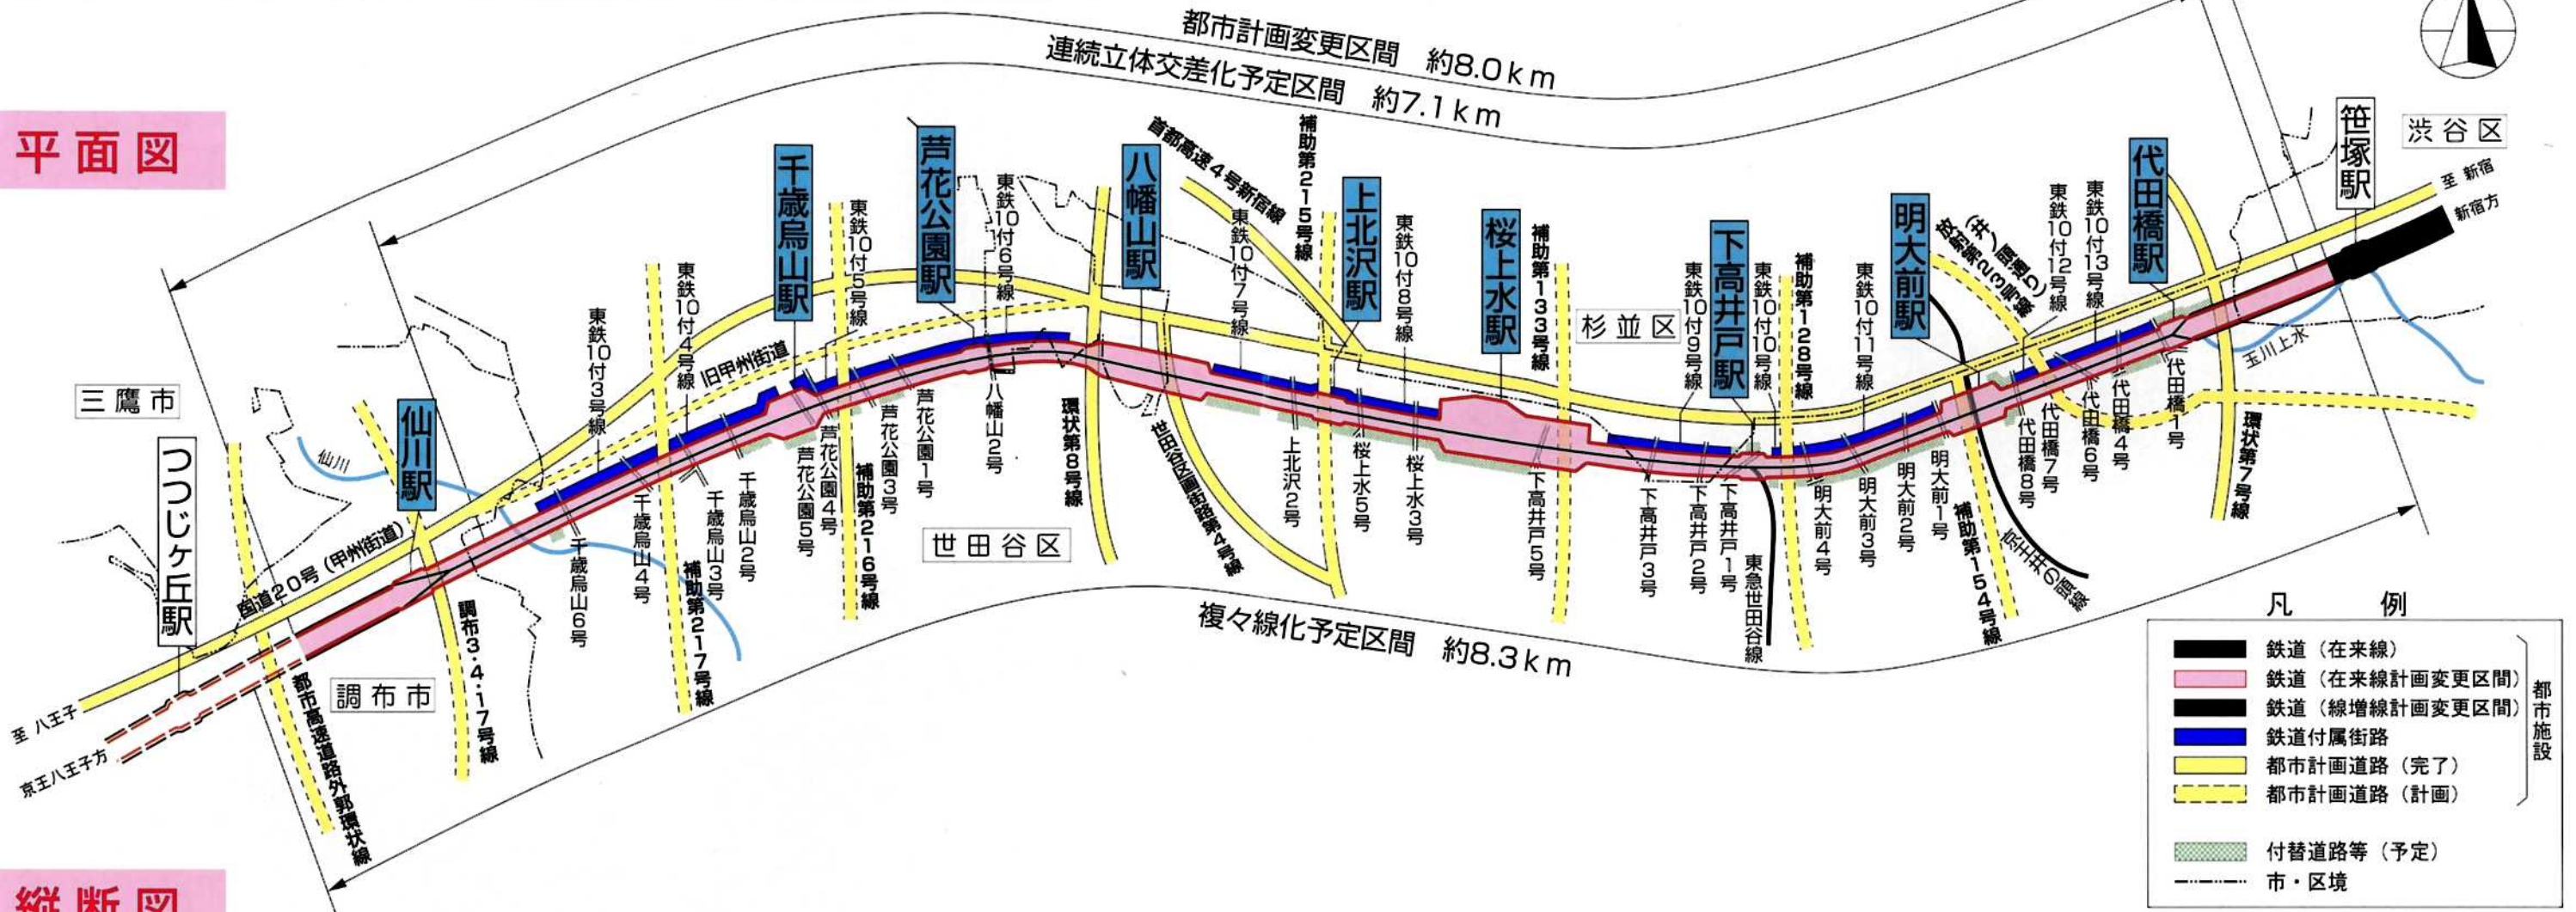 都市計画変更区間 約8.0km
連続立体交差化予定区間 約7.1km
平面図
渋谷区
笹塚駅
至 新宿
新宿方
代田橋駅
東鉄10付13号線
東鉄10付12号線
放射第23号線
(井ノ頭通り)
明大前駅
東鉄10付11号線
補助第128号線
東鉄10付10号線
下高井戸駅
東鉄10付9号線
杉並区
補助第133号線
桜上水駅
東鉄10付8号線
上北沢駅
補助第215号線
首都高速4号新宿線
東鉄10付7号線
八幡山駅
東鉄10付6号線
芦花公園駅
東鉄10付5号線
千歳烏山駅
旧甲州街道
東鉄10付4号線
東鉄10付3号線
三鷹市
仙川
仙川駅
つつじヶ丘駅
国道20号(甲州街道)
至 八王子
京王八王子方
都市高速道路外郭環状線
調布市
調布3・4・17号線
千歳烏山6号
千歳烏山4号
補助第217号線
千歳烏山3号
千歳烏山2号
芦花公園5号
芦花公園4号
補助第216号線
芦花公園3号
芦花公園1号
八幡山2号
世田谷区
環状第8号線
世田谷区画街路第4号線
上北沢2号
桜上水5号
桜上水3号
下高井戸5号
下高井戸3号
下高井戸2号
下高井戸1号
東急世田谷線
明大前4号
明大前3号
明大前2号
明大前1号
補助第154号線
京王井の頭線
代田橋8号
代田橋7号
代田橋6号
代田橋4号
代田橋1号
環状第7号線
玉川上水
複々線化予定区間 約8.3km
凡 例
鉄道(在来線)
鉄道(在来線計画変更区間)
鉄道(線増線計画変更区間)
鉄道付属街路
都市計画道路(完了)
都市計画道路(計画)
都市施設
付替道路等(予定)
市・区境
縦断図